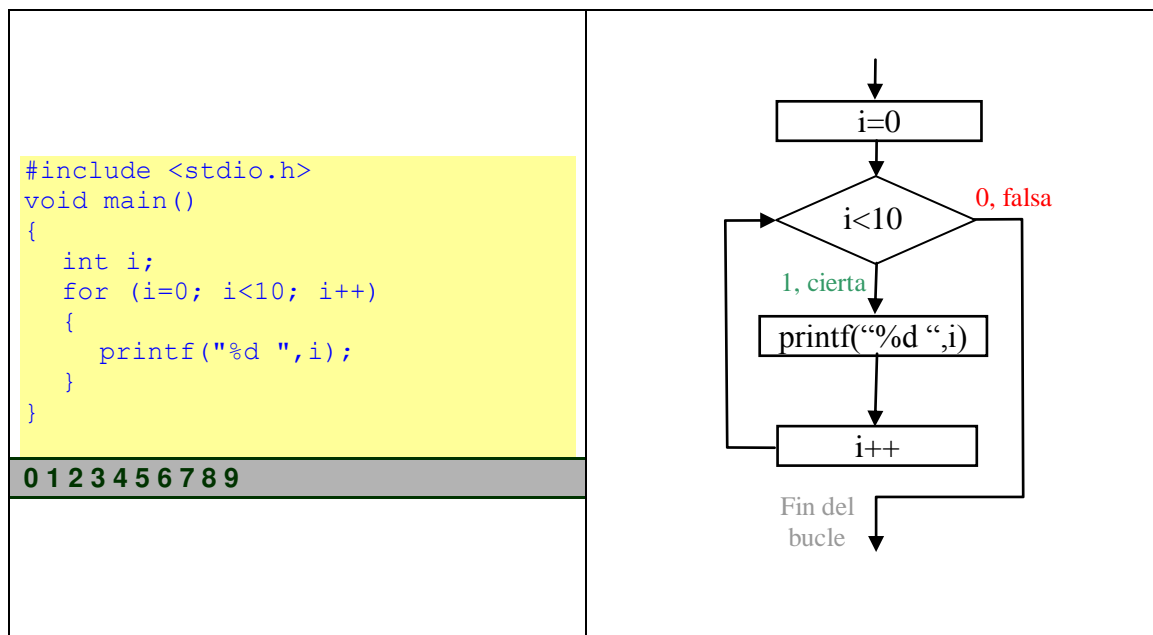 #include <stdio.h>
void main()
{
int i;
for (i=0; i<10; i++)
{
printf("%d ",i);
}
}
0 1 2 3 4 5 6 7 8 9
i=0
i<10
0, falsa
1, cierta
printf(“%d “,i)
i++
Fin del
bucle